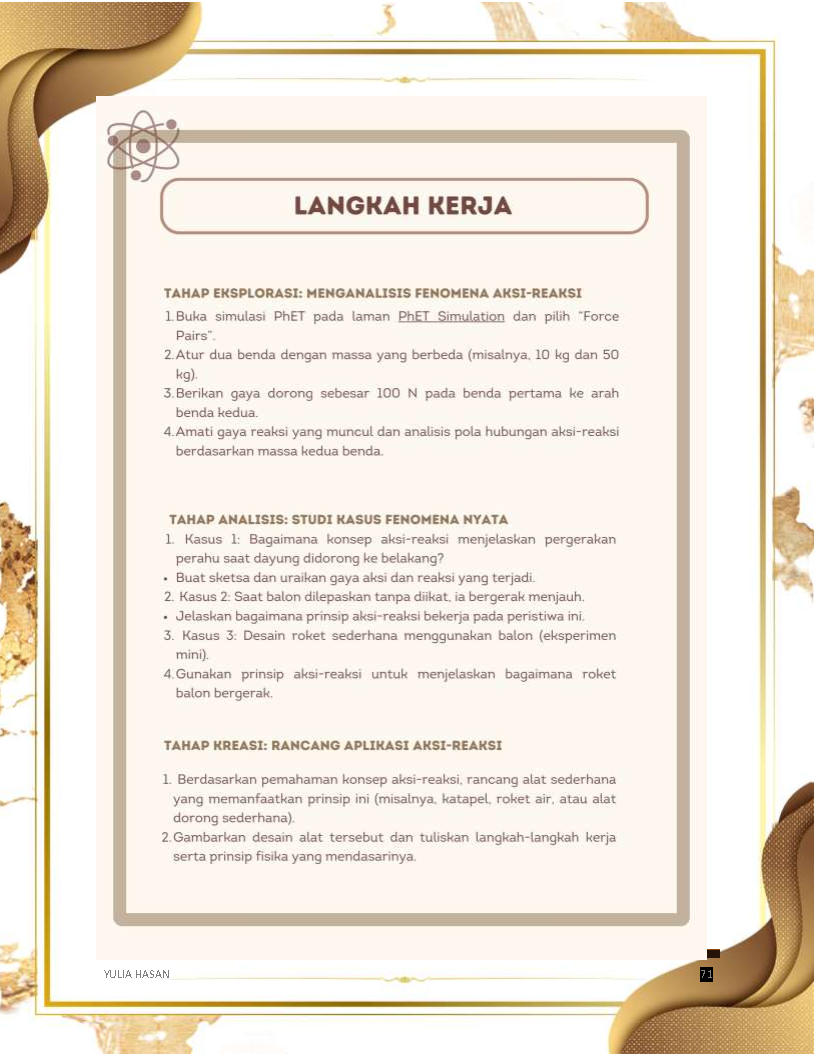 LANGKAH KERJA
TAHAP EKSPLORASI: MENGANALISIS FENOMENA AKSI-REAKSI
1. Buka simulasi PhET pada laman PhET Simulation dan pilih “Force
Pairs”.
2. Atur dua benda dengan massa yang berbeda (misalnya, 10 kg dan 50
kg).
3. Berikan gaya dorong sebesar 100 N pada benda pertama ke arah
benda kedua.
4. Amati gaya reaksi yang muncul dan analisis pola hubungan aksi-reaksi
berdasarkan massa kedua benda.
TAHAP ANALISIS: STUDI KASUS FENOMENA NYATA
1. Kasus 1: Bagaimana konsep aksi-reaksi menjelaskan pergerakan
perahu saat dayung didorong ke belakang?
• Buat sketsa dan uraikan gaya aksi dan reaksi yang terjadi.
2. Kasus 2: Saat balon dilepaskan tanpa diikat, ia bergerak menjauh.
• Jelaskan bagaimana prinsip aksi-reaksi bekerja pada peristiwa ini.
3. Kasus 3: Desain roket sederhana menggunakan balon (eksperimen
mini).
4. Gunakan prinsip aksi-reaksi untuk menjelaskan bagaimana roket
balon bergerak.
TAHAP KREASI: RANCANG APLIKASI AKSI-REAKSI
1. Berdasarkan pemahaman konsep aksi-reaksi, rancang alat sederhana
yang memanfaatkan prinsip ini (misalnya, katapel, roket air, atau alat
dorong sederhana).
2. Gambarkan desain alat tersebut dan tuliskan langkah-langkah kerja
serta prinsip fisika yang mendasarinya.
YULIA HASAN
71